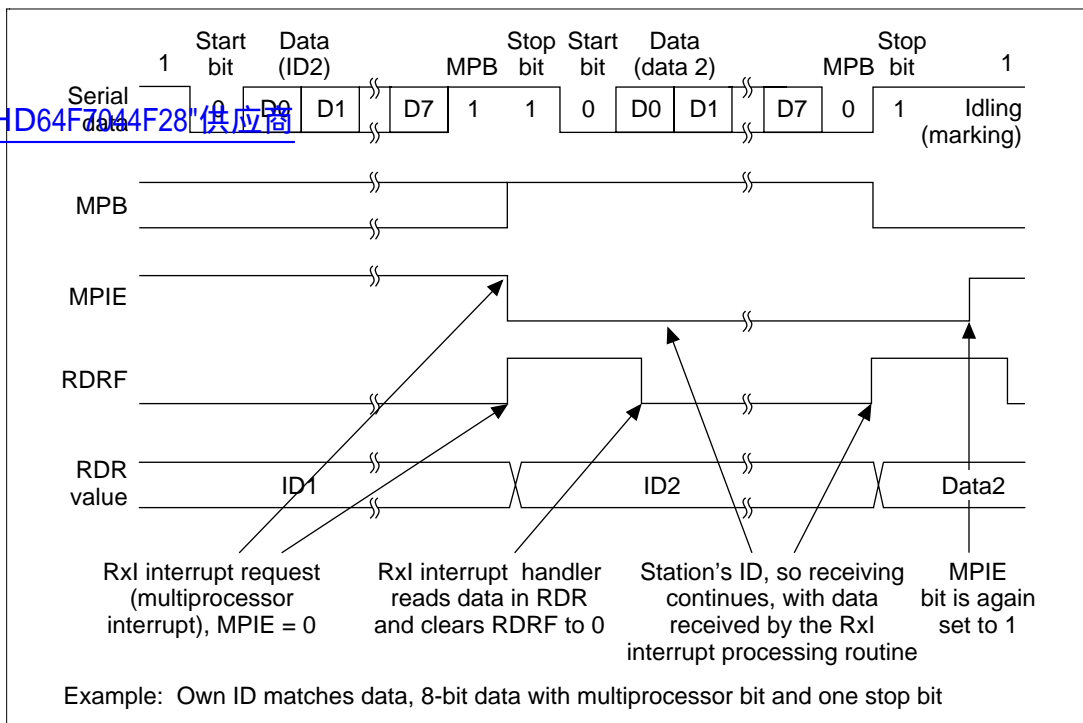 Start Data Stop Start Data Stop
1 bit (ID2) MPB bit bit (data 2) MPB bit 1
Serial data 0 D0 D1 D7 1 1 0 D0 D1 D7 0 1 Idling (marking)
HD64F7044F28"供应商
MPB
MPIE
RDRF
RDR value ID1 ID2 Data2
RxI interrupt request
(multiprocessor
interrupt), MPIE = 0
RxI interrupt handler
reads data in RDR
and clears RDRF to 0
Station's ID, so receiving
continues, with data
received by the RxI
interrupt processing routine
MPIE
bit is again
set to 1
Example: Own ID matches data, 8-bit data with multiprocessor bit and one stop bit